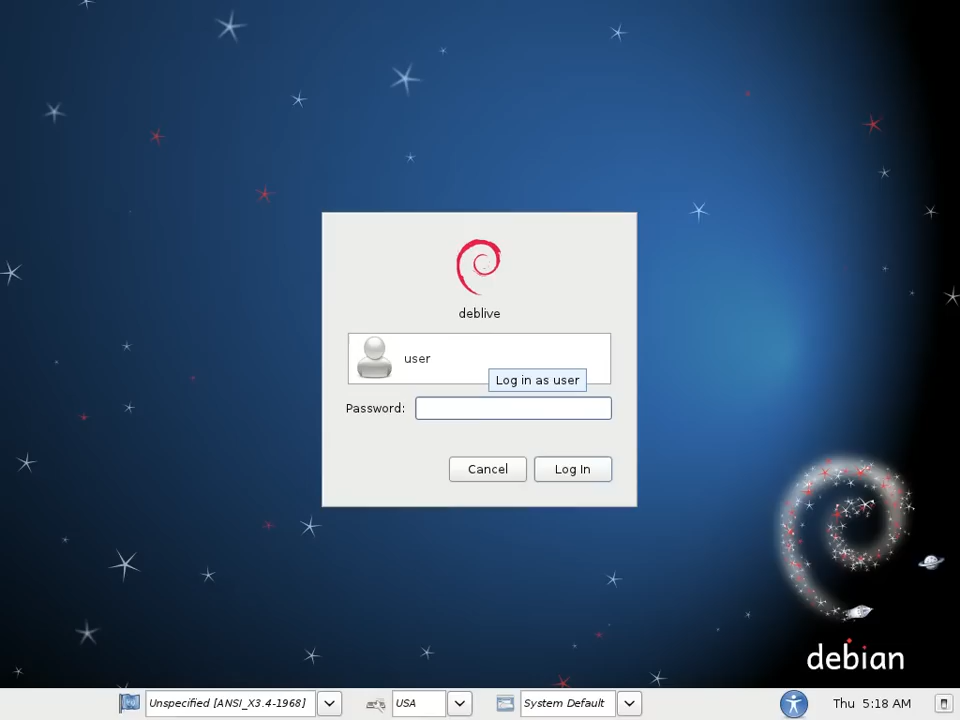 deblive
user
Log in as user
Password:
Cancel
Log In
debian
Unspecified [ANSI_X3.4-1968]
USA
System Default
Thu 5:18 AM